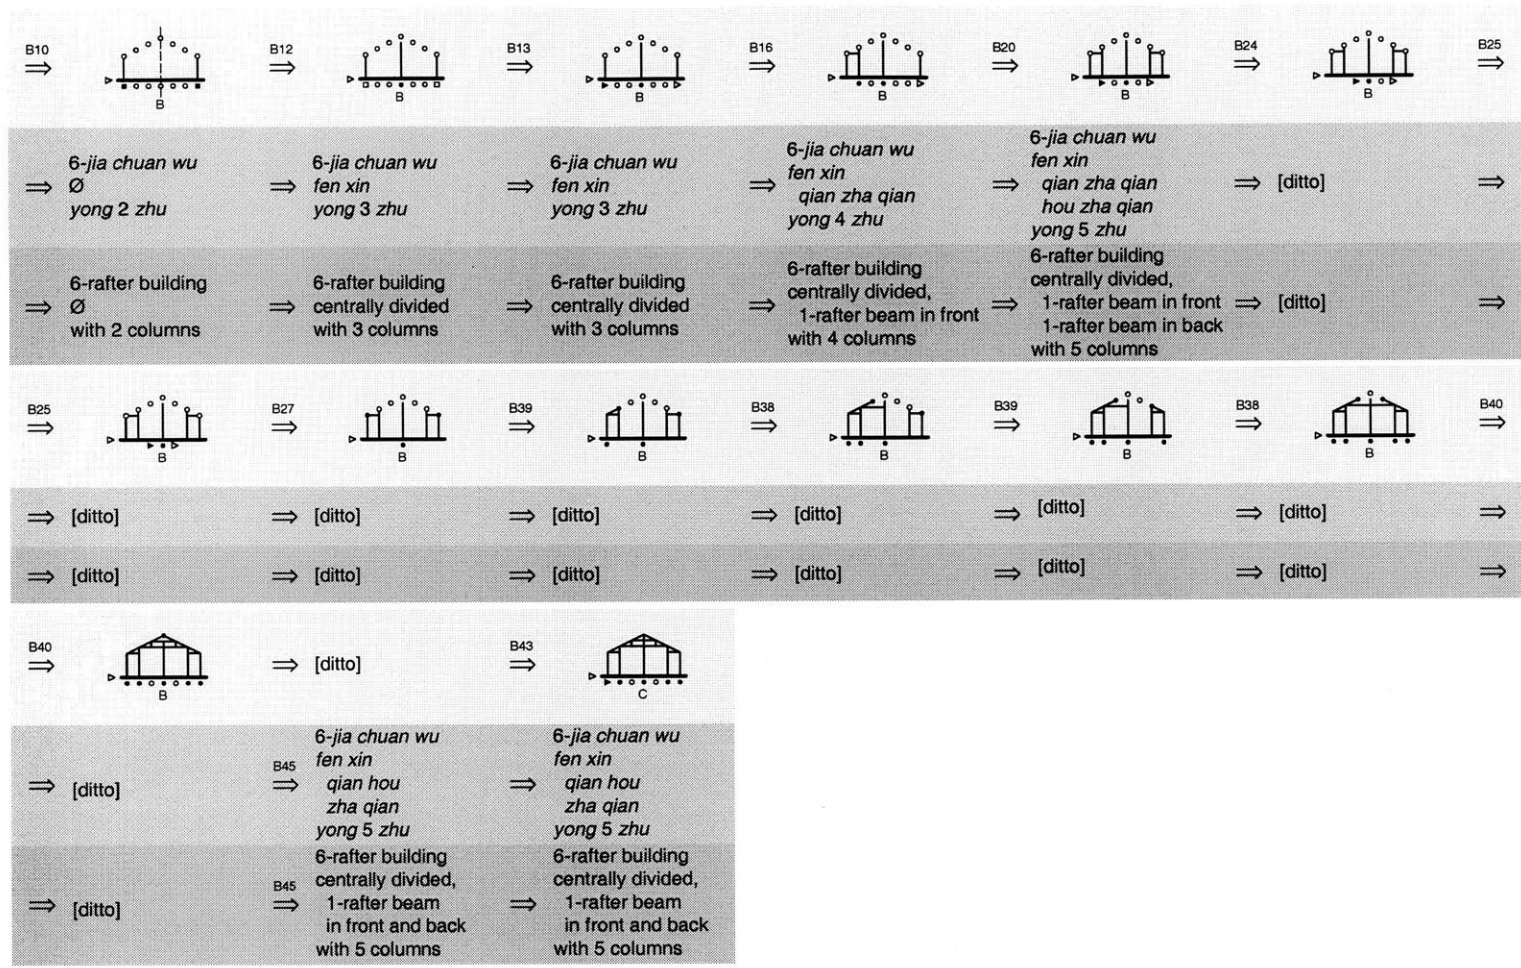 B10 B12 B13 B16 B20 B24 B25
⇒ ⇒ ⇒ ⇒ ⇒ ⇒ ⇒
B B B B B B
⇒ 6-jia chuan wu
Ø
yong 2 zhu
⇒ 6-jia chuan wu
fen xin
yong 3 zhu
⇒ 6-jia chuan wu
fen xin
yong 3 zhu
⇒ 6-jia chuan wu
fen xin
qian zha qian
yong 4 zhu
⇒ 6-jia chuan wu
fen xin
qian zha qian
hou zha qian
yong 5 zhu
⇒ [ditto] ⇒
⇒ 6-rafter building
Ø
with 2 columns
⇒ 6-rafter building
centrally divided
with 3 columns
⇒ 6-rafter building
centrally divided
with 3 columns
⇒ 6-rafter building
centrally divided,
1-rafter beam in front
with 4 columns
⇒ 6-rafter building
centrally divided,
1-rafter beam in front
1-rafter beam in back
with 5 columns
⇒ [ditto] ⇒
B25 B27 B39 B38 B39 B38 B40
⇒ ⇒ ⇒ ⇒ ⇒ ⇒ ⇒
B B B B B B
⇒ [ditto] ⇒ [ditto] ⇒ [ditto] ⇒ [ditto] ⇒ [ditto] ⇒ [ditto] ⇒
⇒ [ditto] ⇒ [ditto] ⇒ [ditto] ⇒ [ditto] ⇒ [ditto] ⇒ [ditto] ⇒
B40 B43
⇒ ⇒ [ditto] ⇒
B C
⇒ [ditto]
B45
⇒ 6-jia chuan wu
fen xin
qian hou
zha qian
yong 5 zhu
⇒ 6-jia chuan wu
fen xin
qian hou
zha qian
yong 5 zhu
⇒ [ditto]
B45
⇒ 6-rafter building
centrally divided,
1-rafter beam
in front and back
with 5 columns
⇒ 6-rafter building
centrally divided,
1-rafter beam
in front and back
with 5 columns